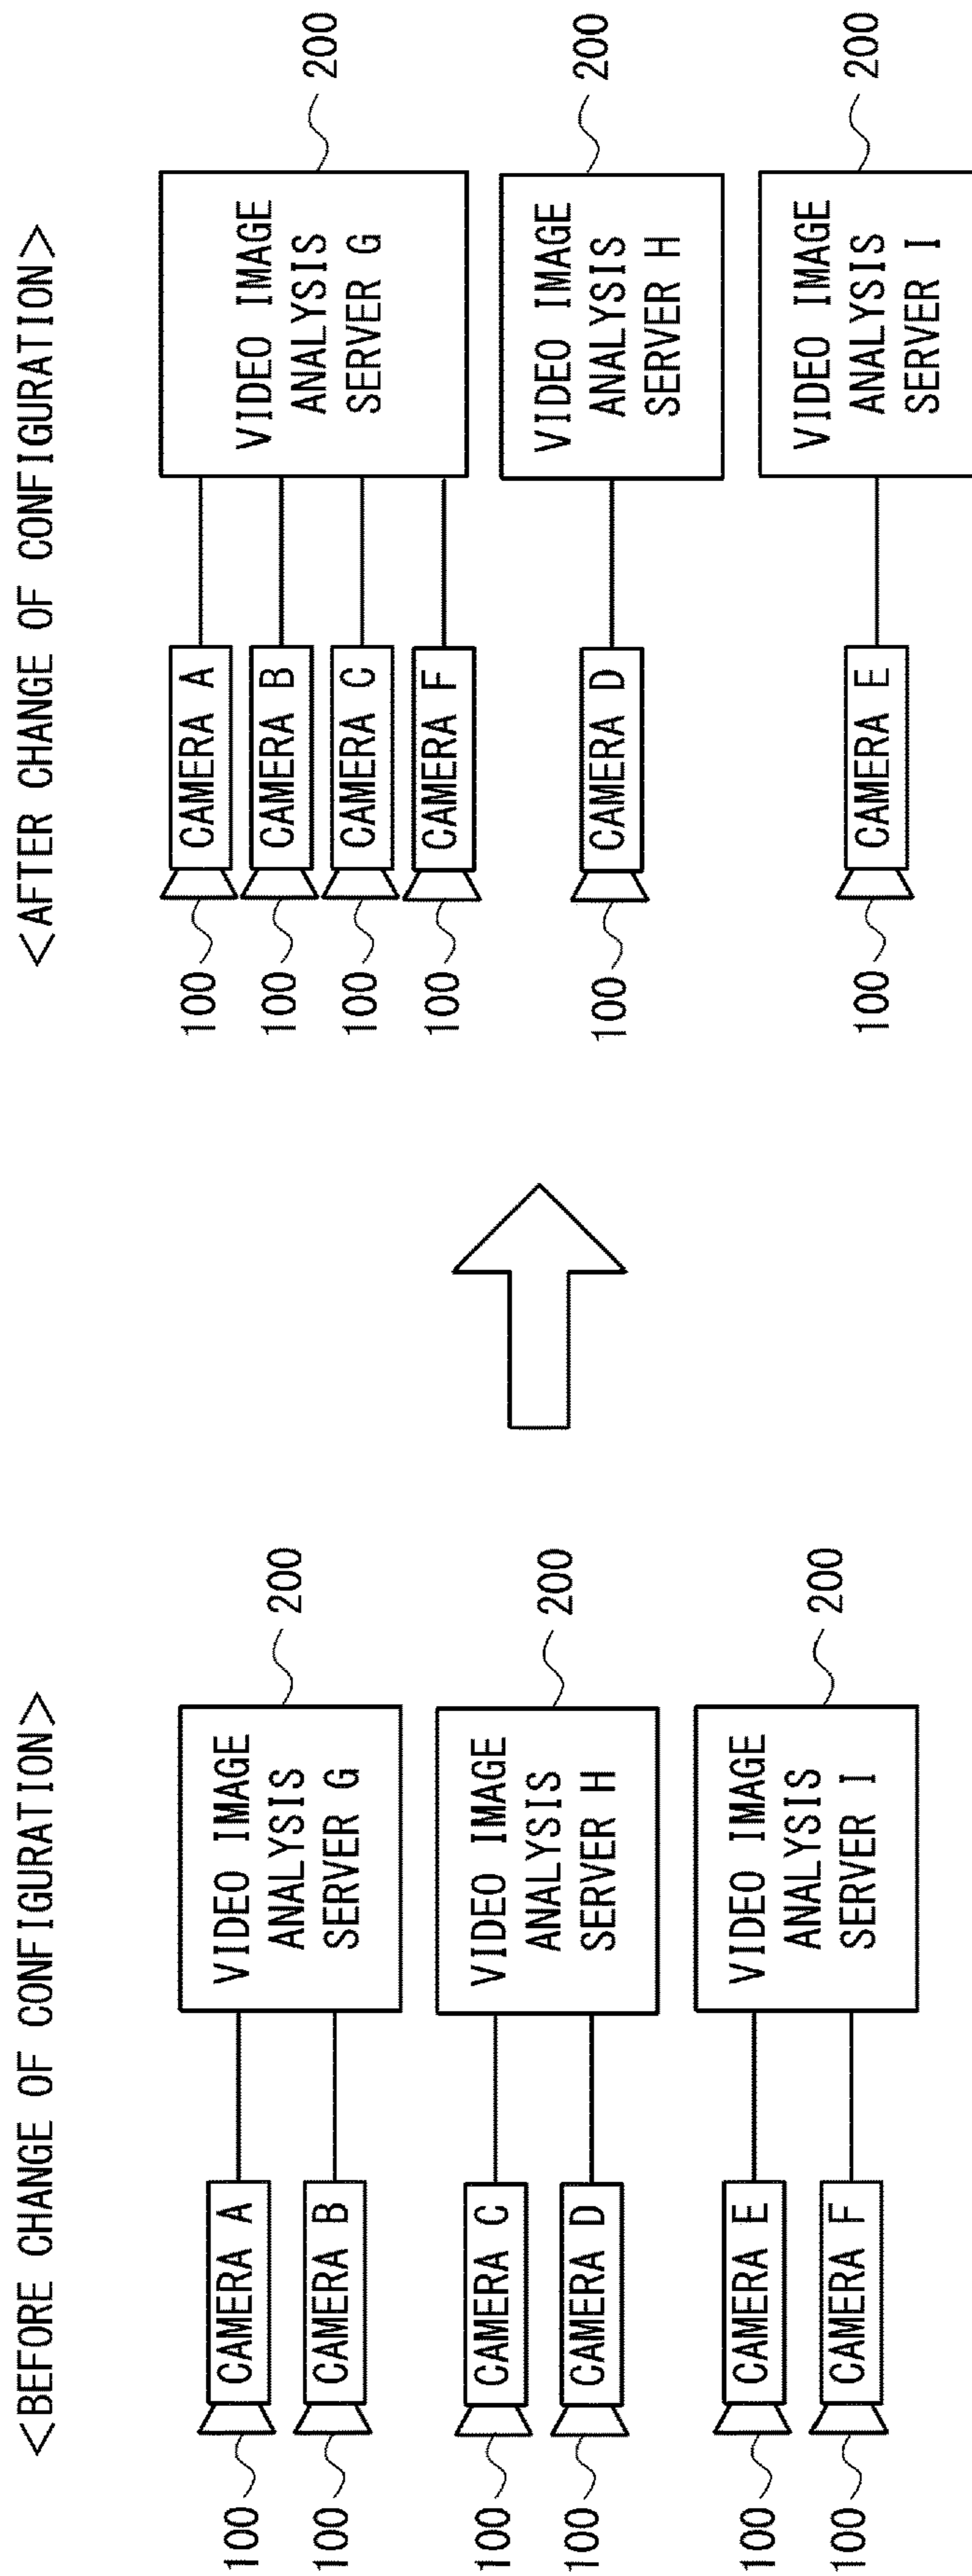 <BEFORE CHANGE OF CONFIGURATION>
100
CAMERA A
100
CAMERA B
VIDEO IMAGE
ANALYSIS
SERVER G
200
100
CAMERA C
100
CAMERA D
VIDEO IMAGE
ANALYSIS
SERVER H
200
100
CAMERA E
100
CAMERA F
VIDEO IMAGE
ANALYSIS
SERVER I
200
<AFTER CHANGE OF CONFIGURATION>
100
CAMERA A
100
CAMERA B
100
CAMERA C
100
CAMERA F
VIDEO IMAGE
ANALYSIS
SERVER G
200
100
CAMERA D
VIDEO IMAGE
ANALYSIS
SERVER H
200
100
CAMERA E
VIDEO IMAGE
ANALYSIS
SERVER I
200